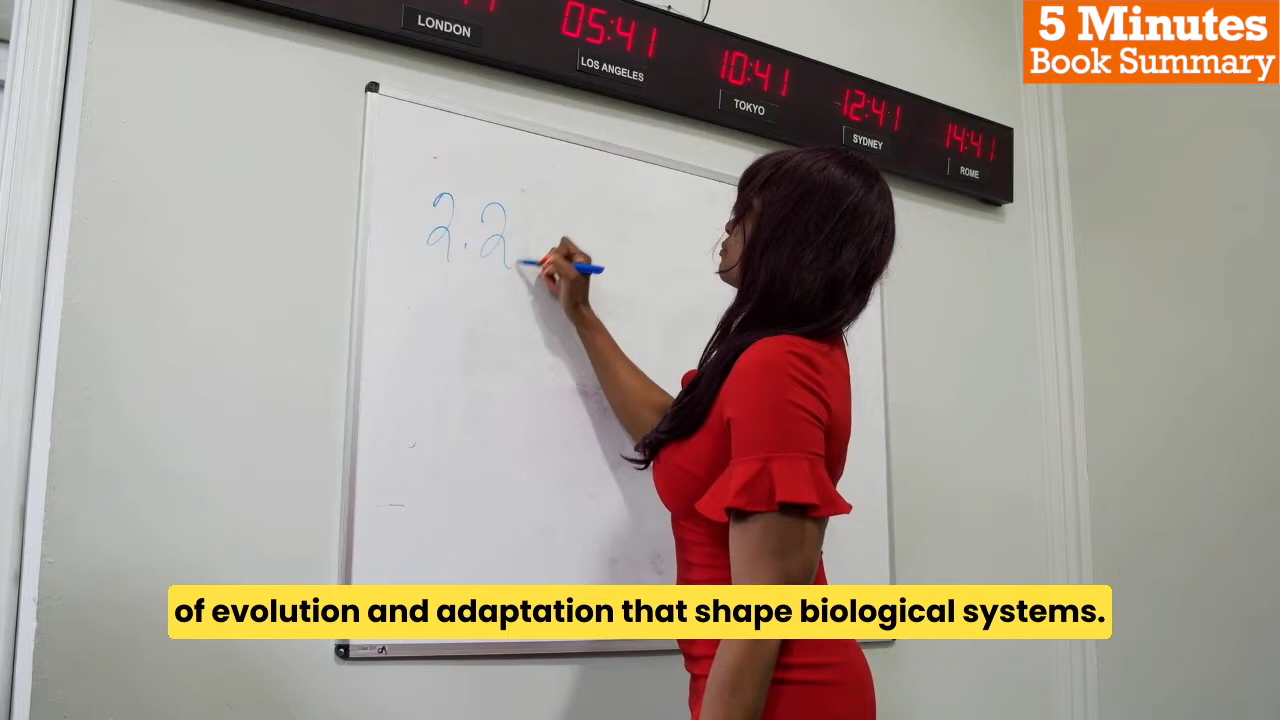 5 Minutes
Book Summary
LONDON
05:41
LOS ANGELES
10:41
TOKYO
12:41
SYDNEY
14:41
ROME
2.2
of evolution and adaptation that shape biological systems.